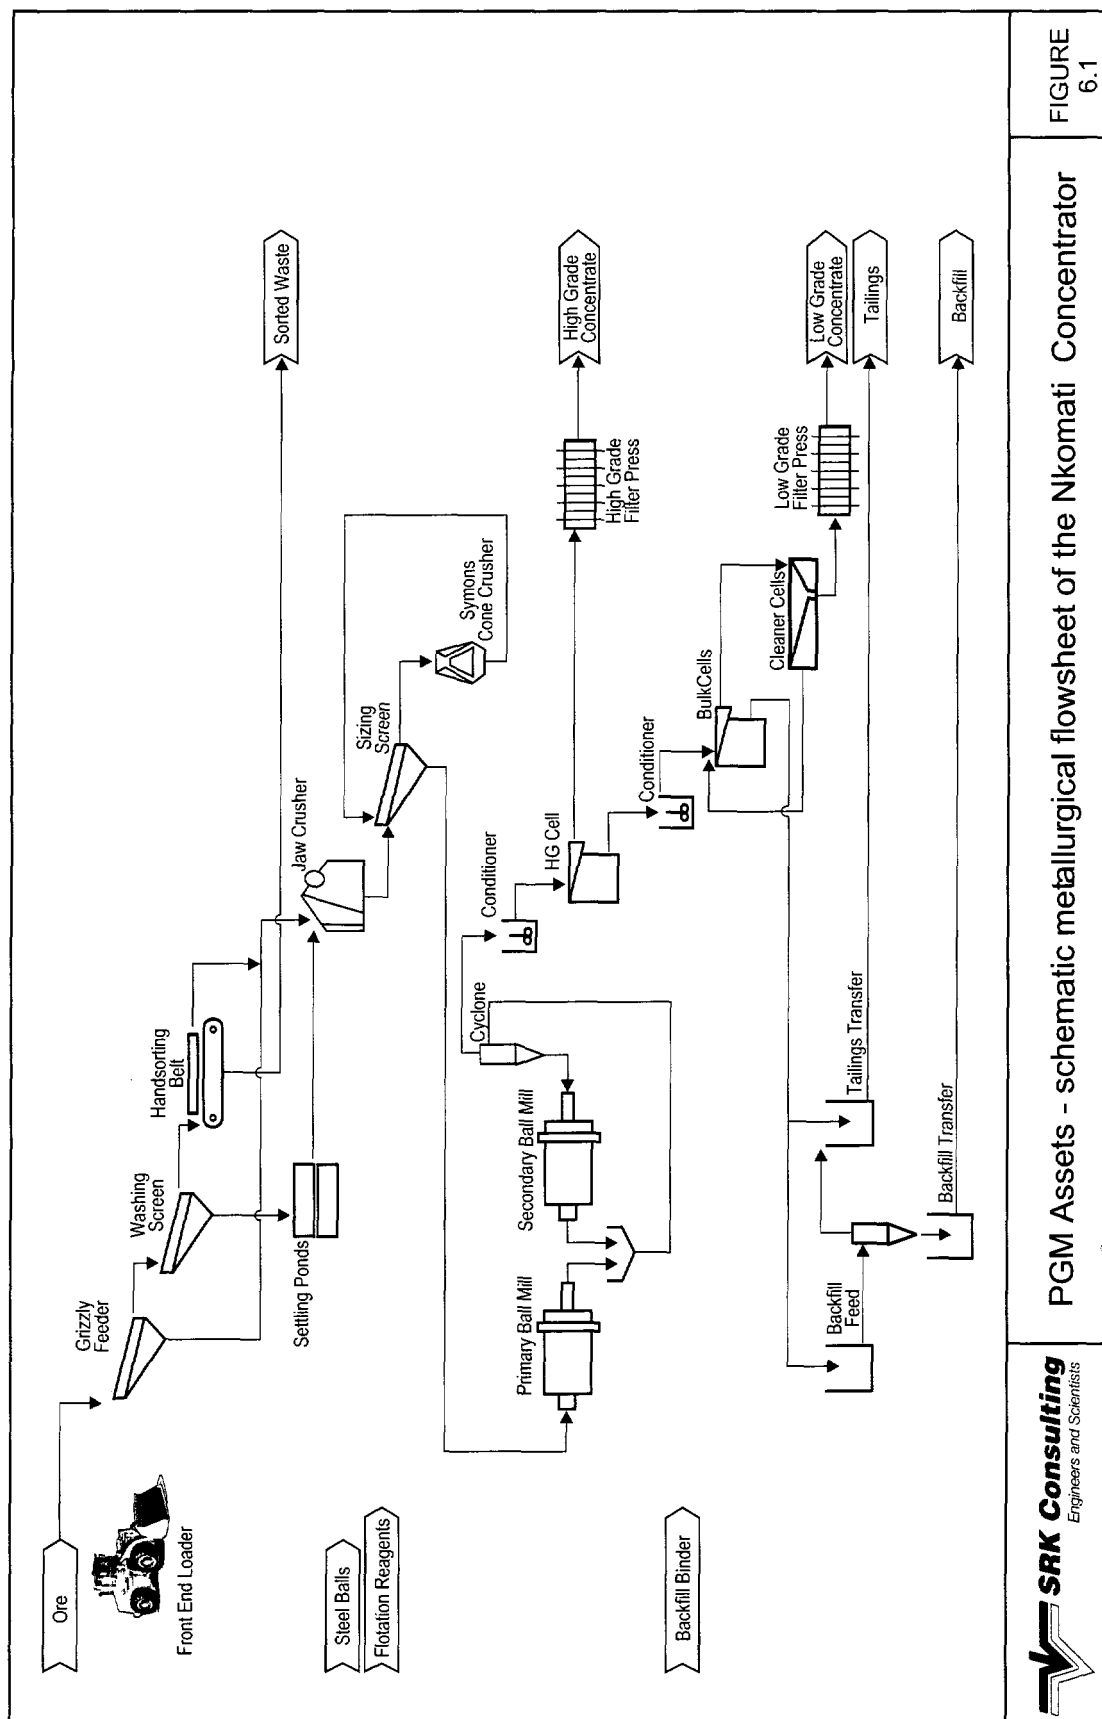 Ore
Front End Loader
Grizzly
Feeder
Washing
Screen
Handsorting
Belt
Settling Ponds
Jaw Crusher
Sorted Waste
Sizing
Screen
Symons
Cone Crusher
Steel Balls
Flotation Reagents
Primary Ball Mill
Secondary Ball Mill
Cyclone
Conditioner
HG Cell
High Grade
Filter Press
High Grade
Concentrate
Conditioner
BulkCells
Cleaner Cells
Low Grade
Filter Press
Low Grade
Concentrate
Tailings
Backfill Binder
Backfill
Feed
Tailings Transfer
Backfill Transfer
Backfill
SRK Consulting
Engineers and Scientists
PGM Assets - schematic metallurgical flowsheet of the Nkomati Concentrator
FIGURE
6.1